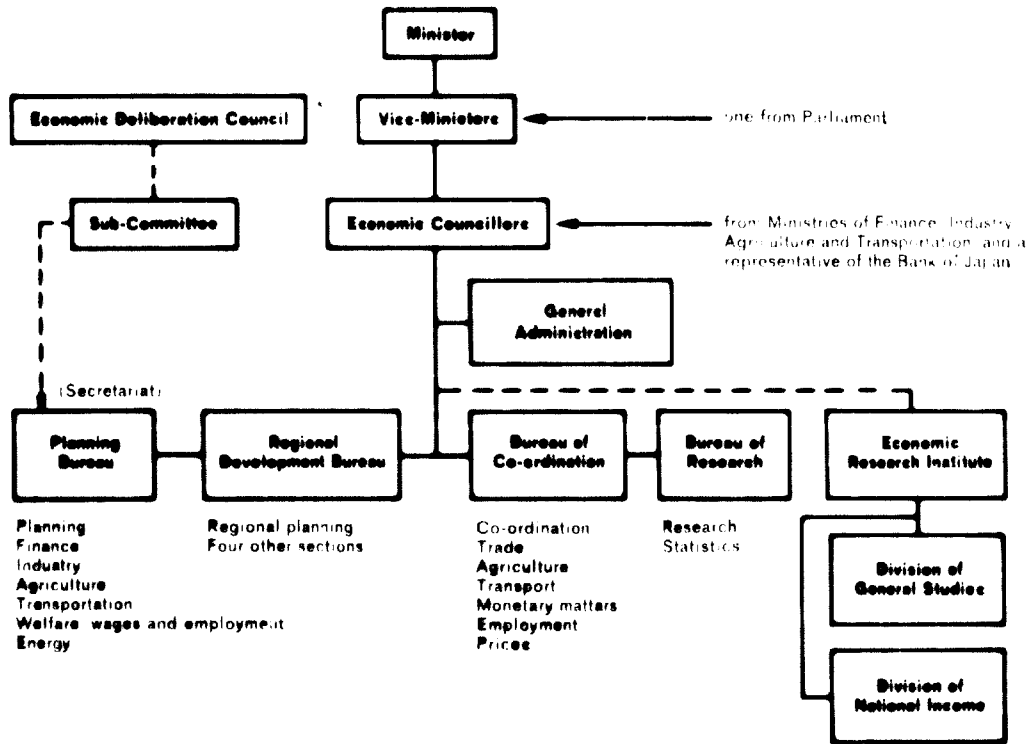 Minister
Economic Deliberation Council
Vice-Ministers
one from Parliament
Sub-Committee
Economic Councillors
from Ministries of Finance, Industry
Agriculture and Transportation, and a
representative of the Bank of Japan
General
Administration
(Secretariat)
Planning
Bureau
Regional
Development Bureau
Bureau of
Co-ordination
Bureau of
Research
Economic
Research Institute
Planning
Finance
Industry
Agriculture
Transportation
Welfare wages and employment
Energy
Regional planning
Four other sections
Co-ordination
Trade
Agriculture
Transport
Monetary mattars
Employment
Prices
Research
Statistics
Division of
General Studies
Division of
National Income